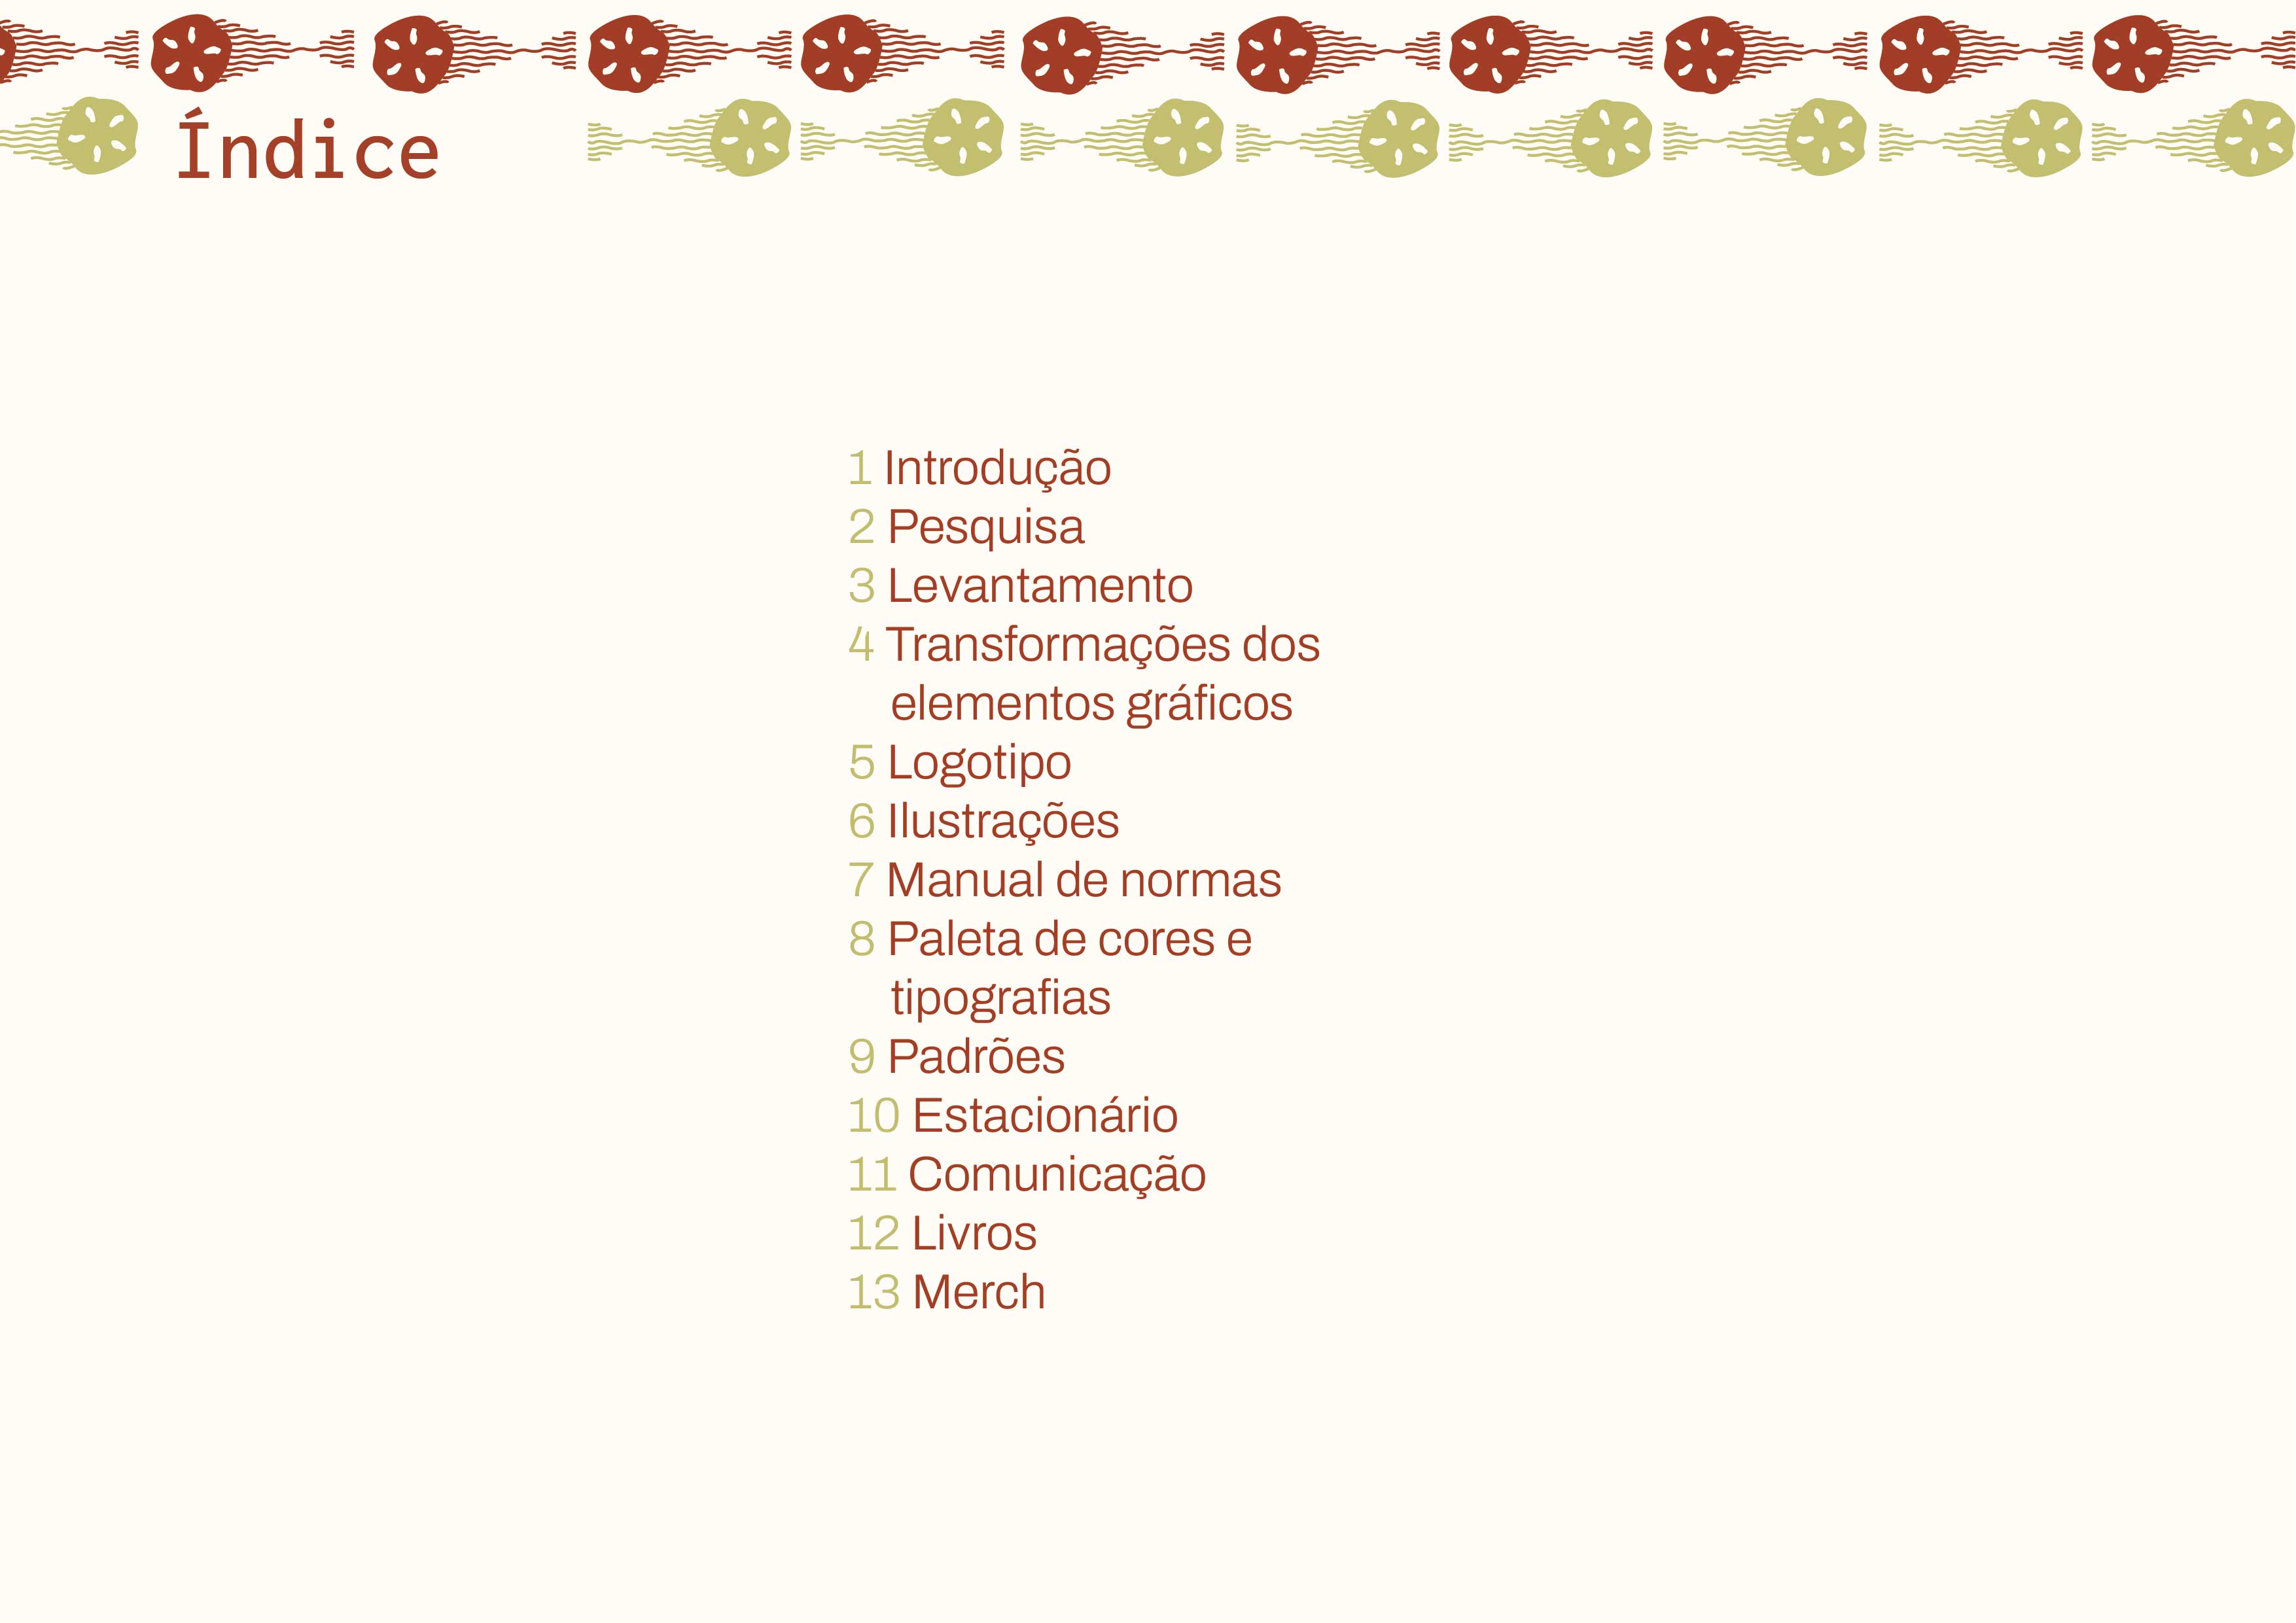 Índice
1 Introdução
2 Pesquisa
3 Levantamento
4 Transformações dos
elementos gráficos
5 Logotipo
6 Ilustrações
7 Manual de normas
8 Paleta de cores e
tipografias
9 Padrões
10 Estacionário
11 Comunicação
12 Livros
13 Merch